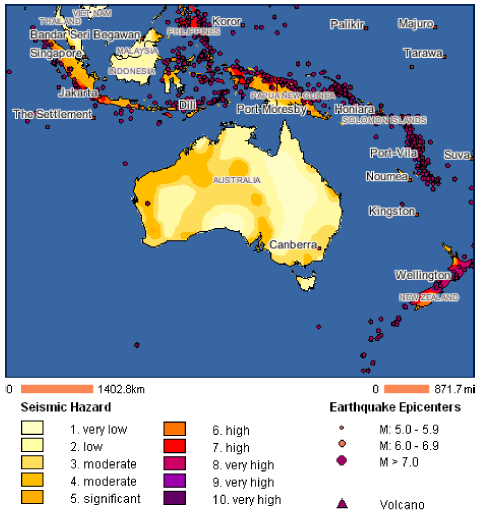 VIET NAM
THAILAND
Koror
Palikir
Majuro
Bandar Seri Begawan
PHILIPPINES
Singapore
MALAYSIA
Tarawa
INDONESIA
Jakarta
PAPUA NEW GUINEA
The Settlement
Dili
Port-Moresby
Honiara
SOLOMON ISLANDS
Port-Vila
Suva
AUSTRALIA
Noumea
Kingston
Canberra
Wellington
NEW ZEALAND
0 1402.8km 0 871.7mi
Seismic Hazard Earthquake Epicenters
1. very low 6. high M: 5.0 - 5.9
2. low 7. high M: 6.0 - 6.9
3. moderate 8. very high M > 7.0
4. moderate 9. very high
5. significant 10. very high Volcano